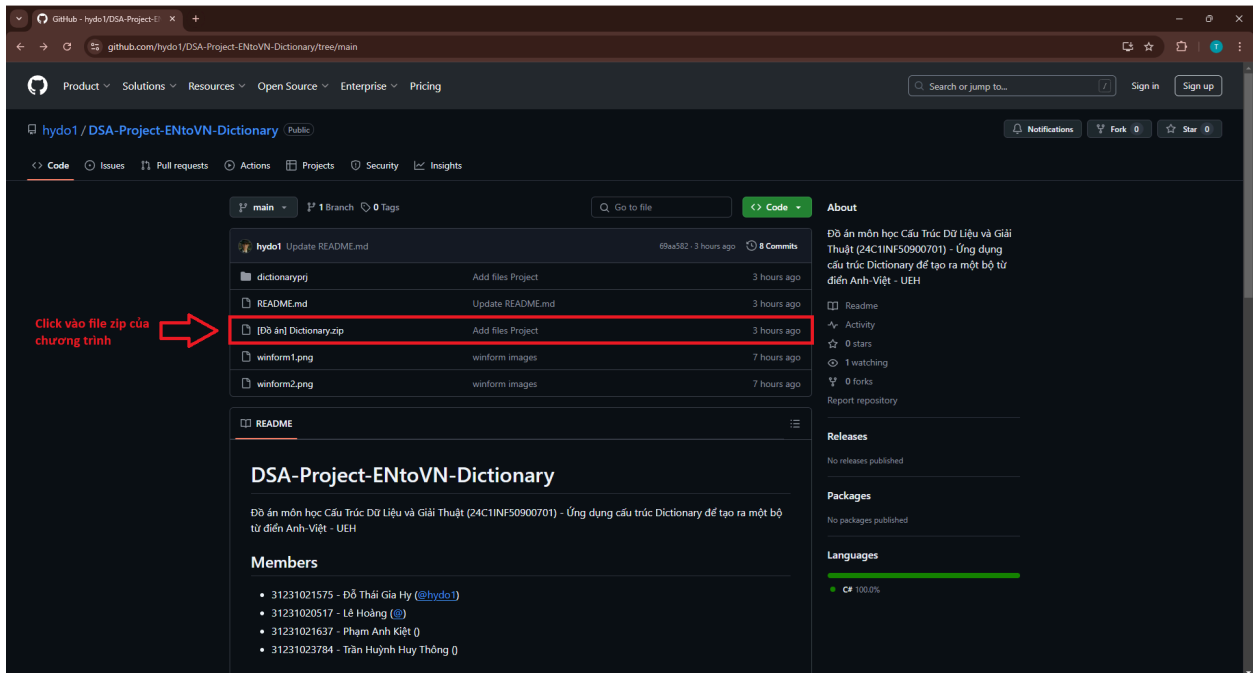 GitHub - hydo1/DSA-Project-EN
github.com/hydo1/DSA-Project-ENtoVN-Dictionary/tree/main
T
Product Solutions Resources Open Source Enterprise Pricing
Search or jump to...
/
Sign in
Sign up
hydo1 / DSA-Project-ENtoVN-Dictionary Public
Notifications
Fork 0
Star 0
Code Issues Pull requests Actions Projects Security Insights
main
1 Branch 0 Tags
Go to file
Code
hydo1 Update README.md 69aa582 · 3 hours ago 8 Commits
dictionaryprj Add files Project 3 hours ago
README.md Update README.md 3 hours ago
[Đồ án] Dictionary.zip Add files Project 3 hours ago
winform1.png winform images 7 hours ago
winform2.png winform images 7 hours ago
Click vào file zip của
chương trình
README
DSA-Project-ENtoVN-Dictionary
Đồ án môn học Cấu Trúc Dữ Liệu và Giải Thuật (24C1INF50900701) - Ứng dụng cấu trúc Dictionary để tạo ra một bộ
từ điển Anh-Việt - UEH
Members
31231021575 - Đỗ Thái Gia Hy (@hydo1)
31231020517 - Lê Hoàng (@)
31231021637 - Phạm Anh Kiệt ()
31231023784 - Trần Huỳnh Huy Thông ()
About
Đồ án môn học Cấu Trúc Dữ Liệu và Giải
Thuật (24C1INF50900701) - Ứng dụng
cấu trúc Dictionary để tạo ra một bộ từ
điển Anh-Việt - UEH
Readme
Activity
0 stars
1 watching
0 forks
Report repository
Releases
No releases published
Packages
No packages published
Languages
C# 100.0%